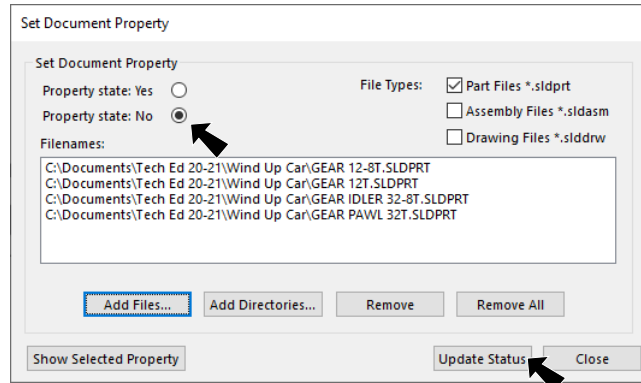 Set Document Property
Set Document Property
Property state: Yes
File Types:
Part Files *.sldprt
Property state: No
Assembly Files *.sldasm
Drawing Files *.slddrw
Filenames:
C:\Documents\Tech Ed 20-21\Wind Up Car\GEAR 12-8T.SLDPRT
C:\Documents\Tech Ed 20-21\Wind Up Car\GEAR 12T.SLDPRT
C:\Documents\Tech Ed 20-21\Wind Up Car\GEAR IDLER 32-8T.SLDPRT
C:\Documents\Tech Ed 20-21\Wind Up Car\GEAR PAWL 32T.SLDPRT
Add Files... Add Directories... Remove Remove All
Show Selected Property Update Status Close